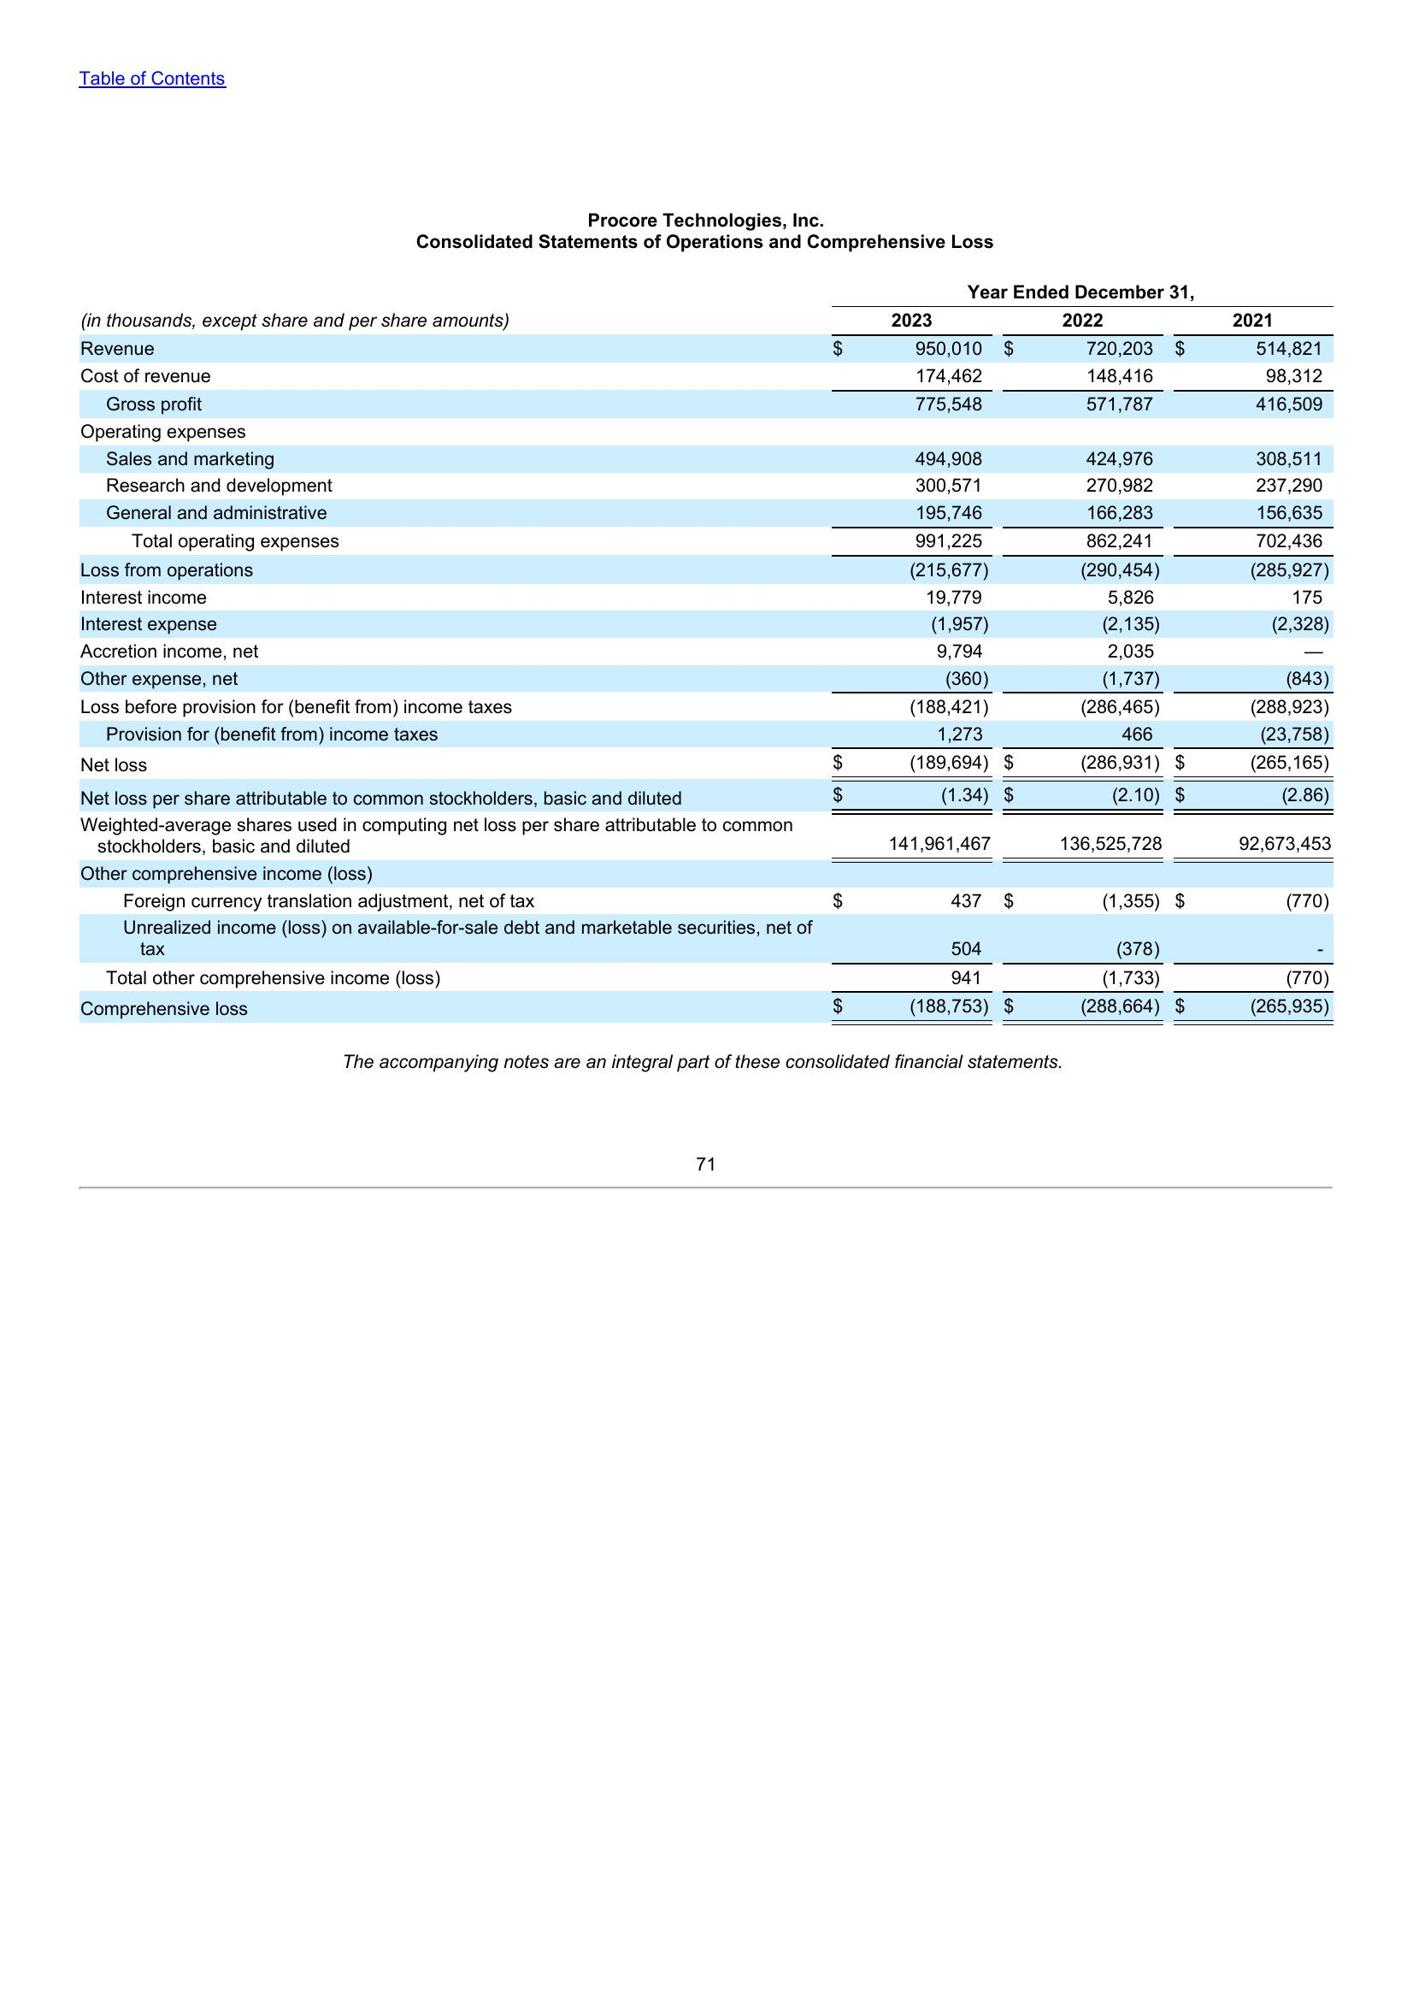 Table of Contents
Procore Technologies, Inc.
Consolidated Statements of Operations and Comprehensive Loss
Year Ended December 31,
(in thousands, except share and per share amounts) 2023 2022 2021
Revenue $ 950,010 $ 720,203 $ 514,821
Cost of revenue 174,462 148,416 98,312
Gross profit 775,548 571,787 416,509
Operating expenses
Sales and marketing 494,908 424,976 308,511
Research and development 300,571 270,982 237,290
General and administrative 195,746 166,283 156,635
Total operating expenses 991,225 862,241 702,436
Loss from operations (215,677) (290,454) (285,927)
Interest income 19,779 5,826 175
Interest expense (1,957) (2,135) (2,328)
Accretion income, net 9,794 2,035 —
Other expense, net (360) (1,737) (843)
Loss before provision for (benefit from) income taxes (188,421) (286,465) (288,923)
Provision for (benefit from) income taxes 1,273 466 (23,758)
Net loss $ (189,694) $ (286,931) $ (265,165)
Net loss per share attributable to common stockholders, basic and diluted $ (1.34) $ (2.10) $ (2.86)
Weighted-average shares used in computing net loss per share attributable to common
stockholders, basic and diluted 141,961,467 136,525,728 92,673,453
Other comprehensive income (loss)
Foreign currency translation adjustment, net of tax $ 437 $ (1,355) $ (770)
Unrealized income (loss) on available-for-sale debt and marketable securities, net of
tax 504 (378) -
Total other comprehensive income (loss) 941 (1,733) (770)
Comprehensive loss $ (188,753) $ (288,664) $ (265,935)
The accompanying notes are an integral part of these consolidated financial statements.
71